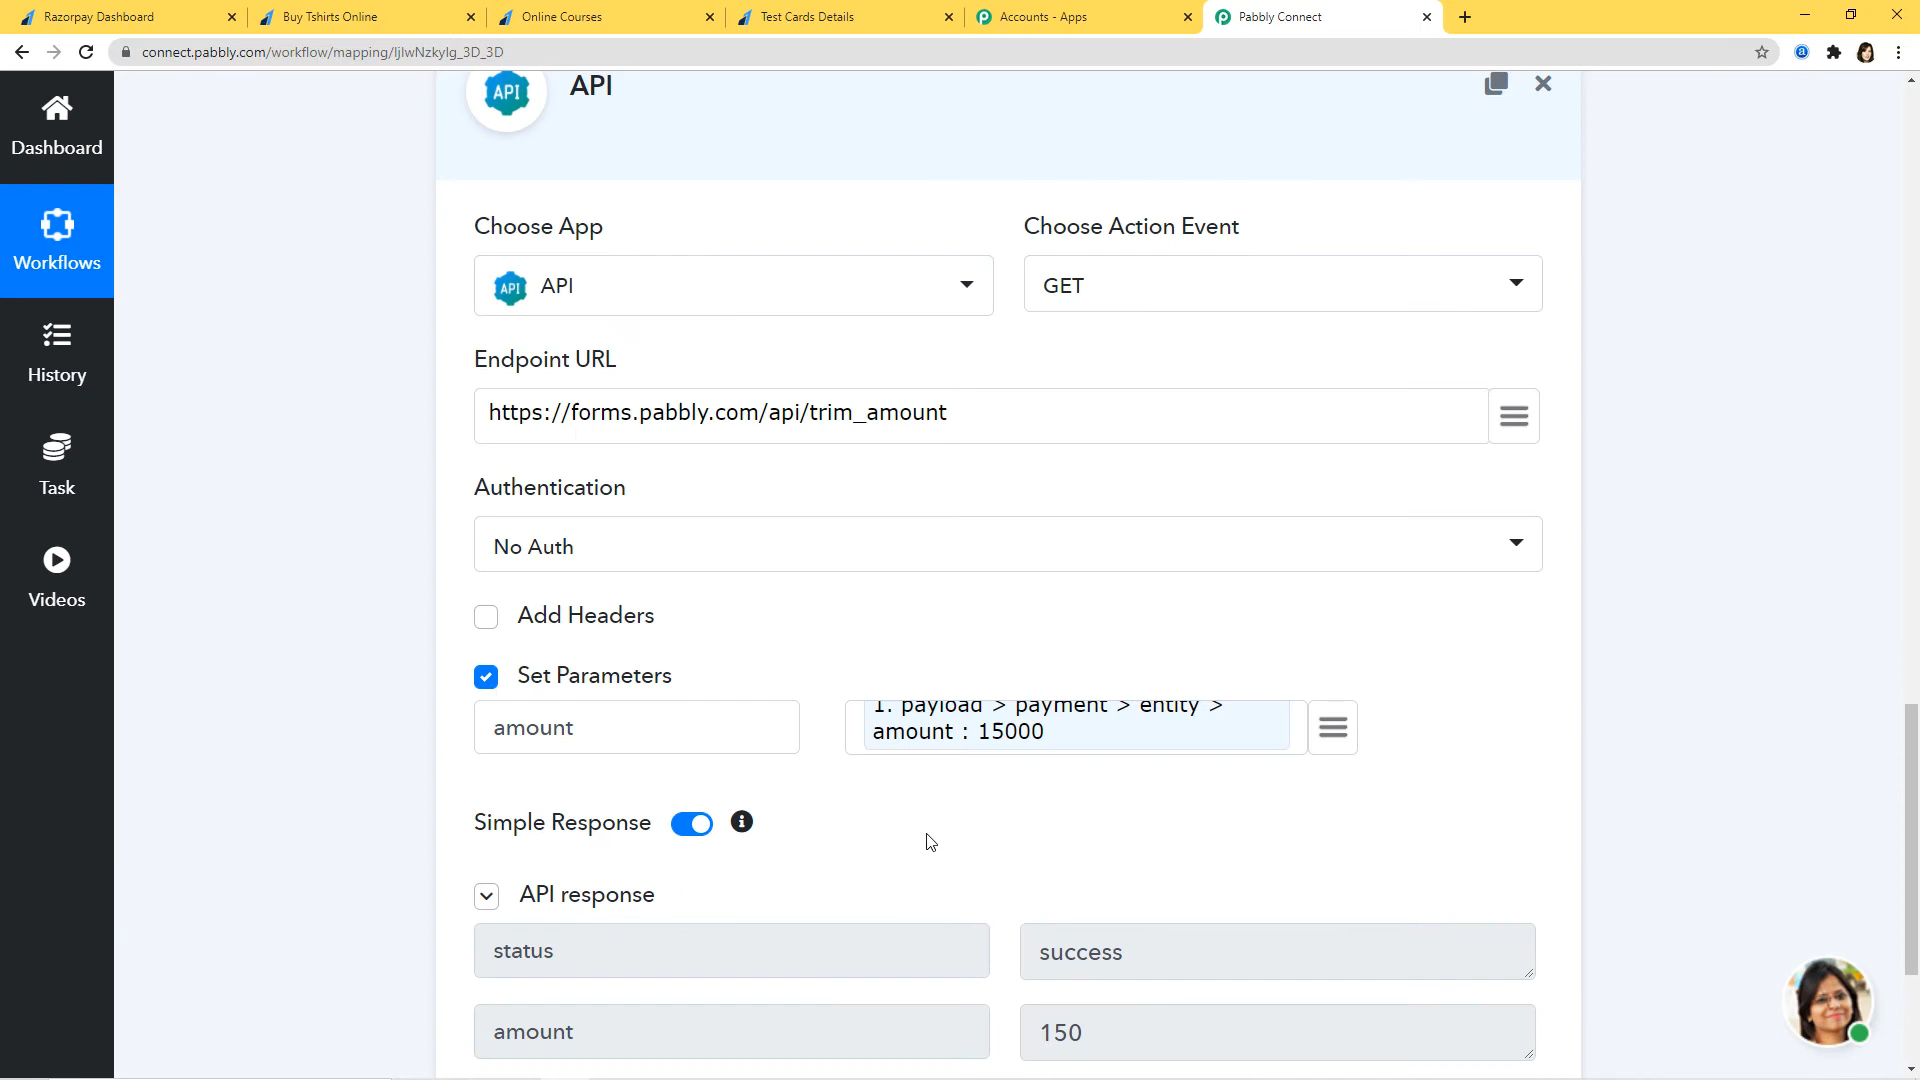 Razorpay Dashboard
Buy Tshirts Online
Online Courses
Test Cards Details
Accounts - Apps
Pabbly Connect
connect.pabbly.com/workflow/mapping/IjIwNzkyIg_3D_3D
Dashboard
Workflows
History
Task
Videos
API
API
Choose App
Choose Action Event
API
API
GET
Endpoint URL
https://forms.pabbly.com/api/trim_amount
Authentication
No Auth
Add Headers
Set Parameters
amount
1. payload > payment > entity >
amount : 15000
Simple Response
API response
status
success
amount
150